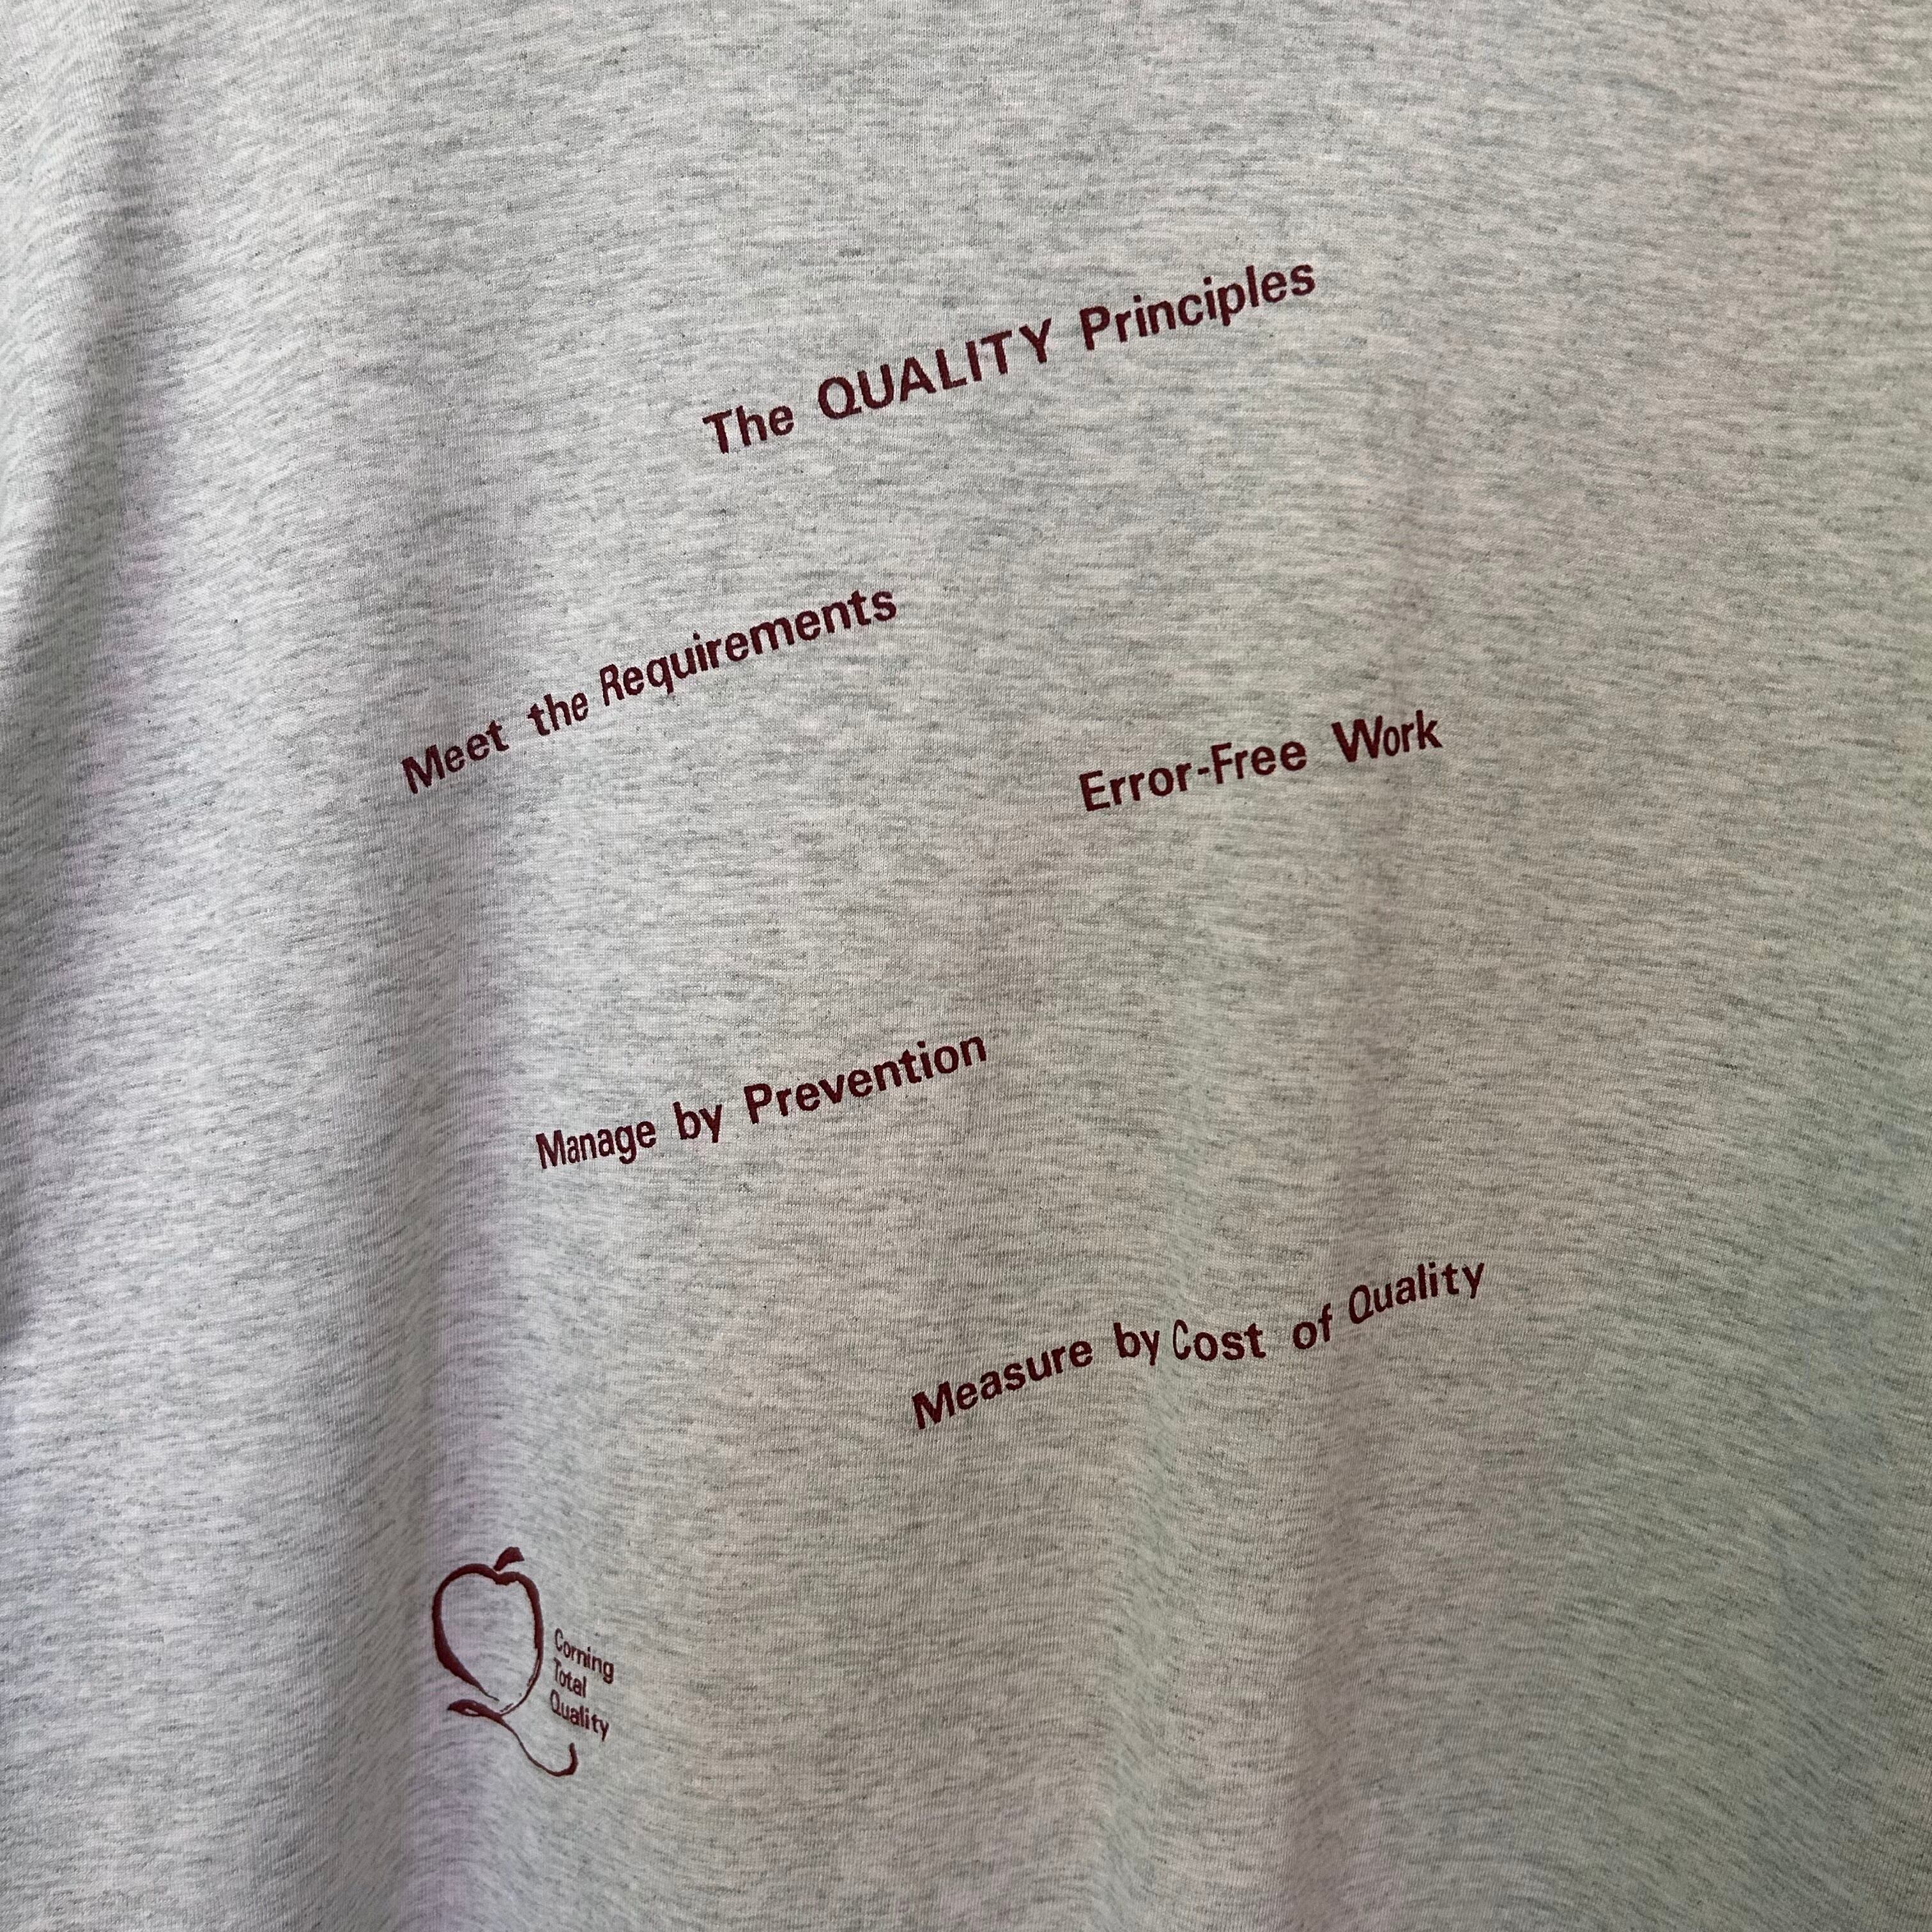 The QUALITY Principles
Meet the Requirements
Error-Free Work
Manage by Prevention
Measure by Cost of Quality
Corning
Total
Quality